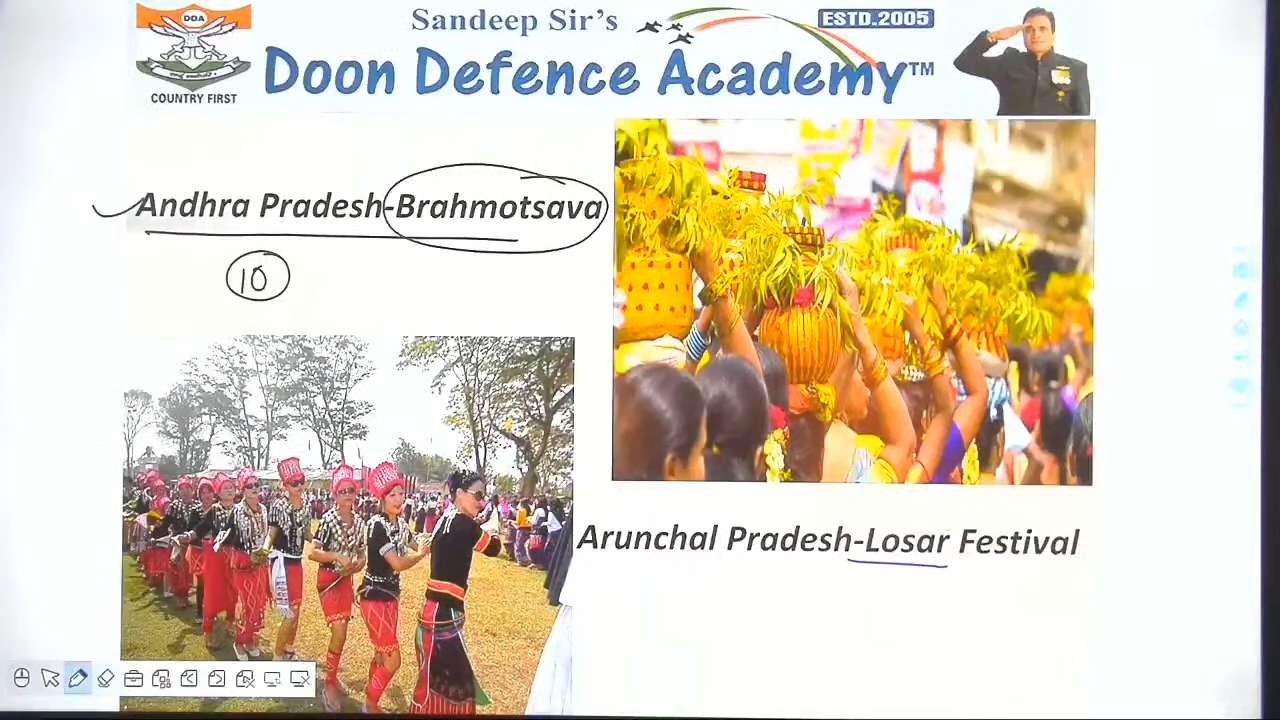 DDA
COUNTRY FIRST
Sandeep Sir's
ESTD.2005
Doon Defence Academy™
Andhra Pradesh-Brahmotsava
10
Arunchal Pradesh-Losar Festival